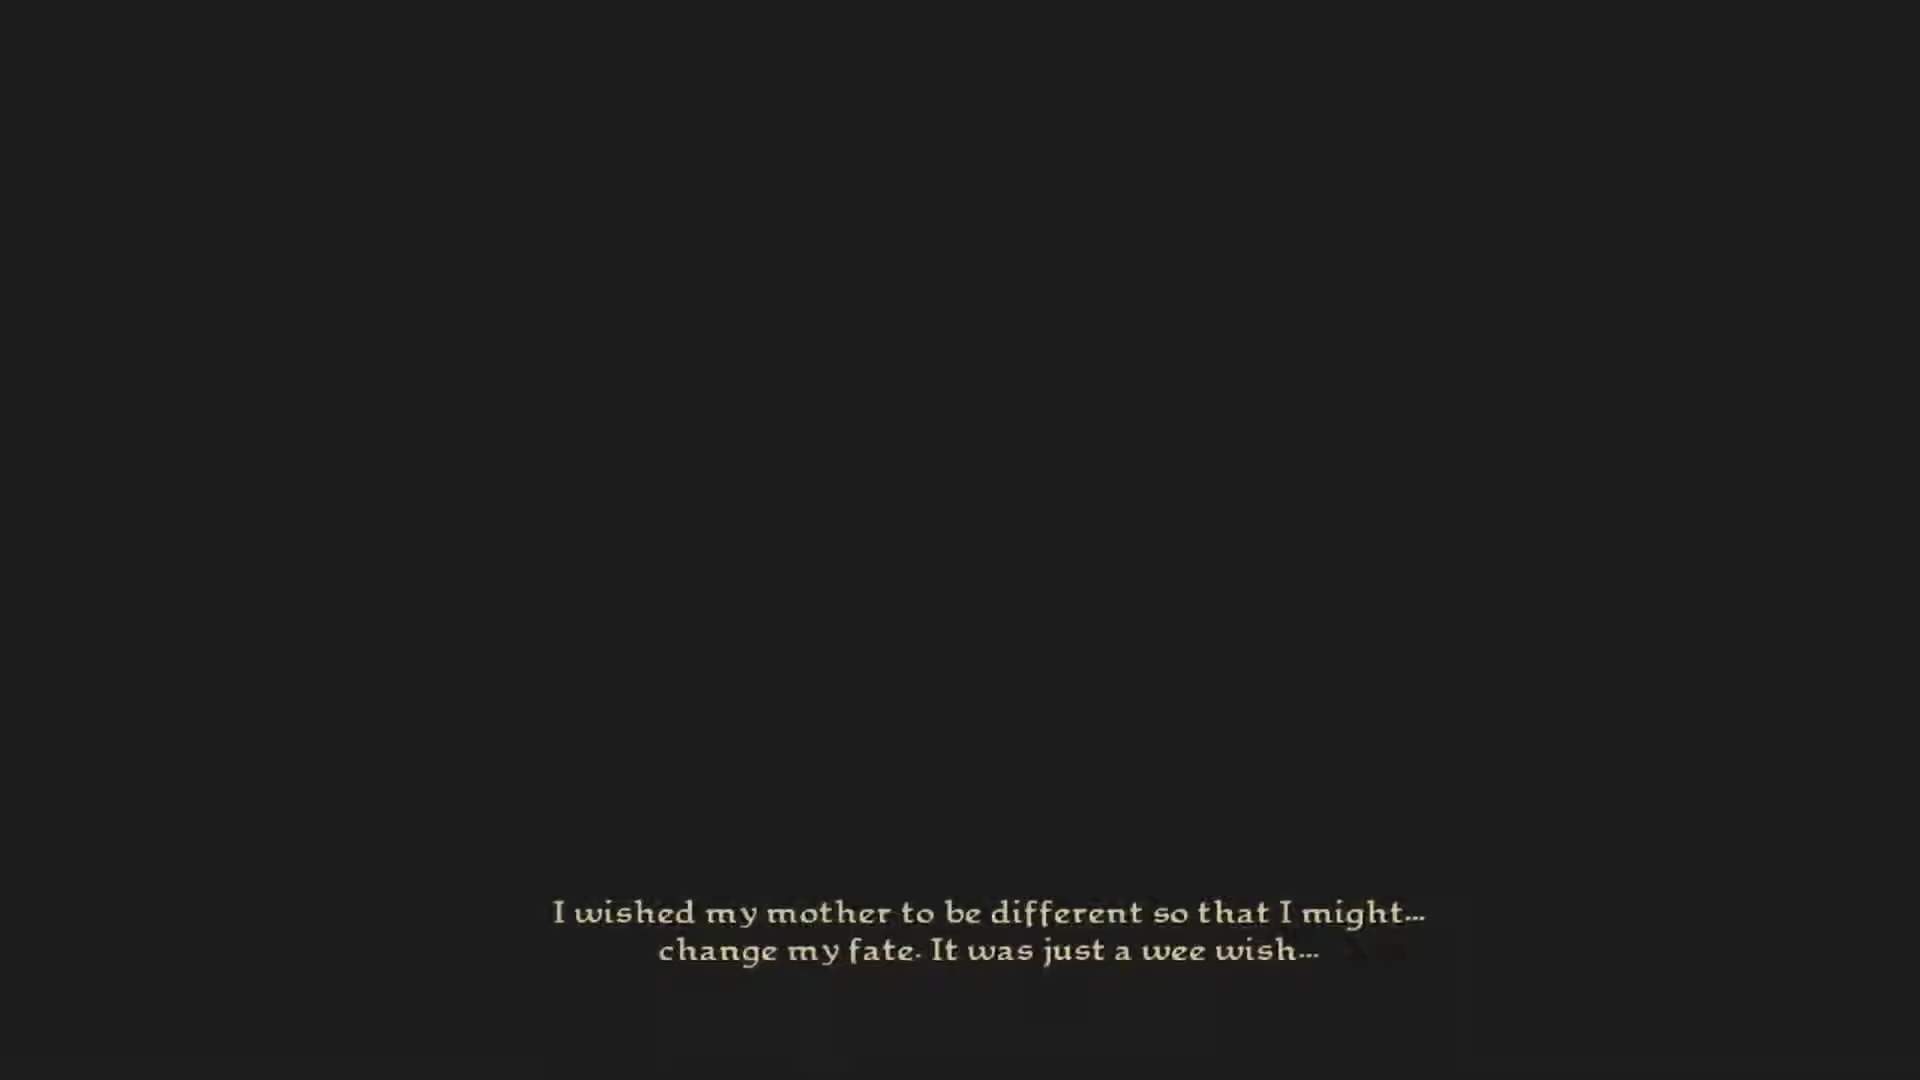 I wished my mother to be different so that I might...
change my fate. It was just a wee wish...